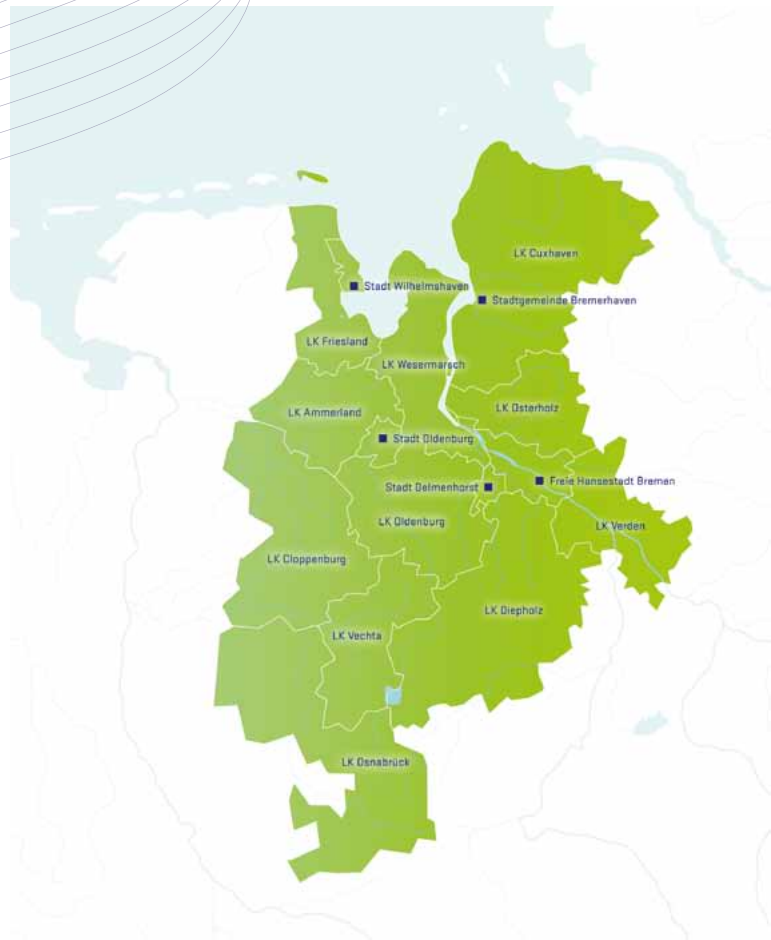 LK Cuxhaven
Stadt Wilhelmshaven
Stadtgemeinde Bremerhaven
LK Friesland
LK Wesermarsch
LK Ammerland
LK Osterholz
Stadt Oldenburg
Freie Hansestadt Bremen
Stadt Delmenhorst
LK Oldenburg
LK Verden
LK Cloppenburg
LK Diepholz
LK Vechta
LK Osnabrück